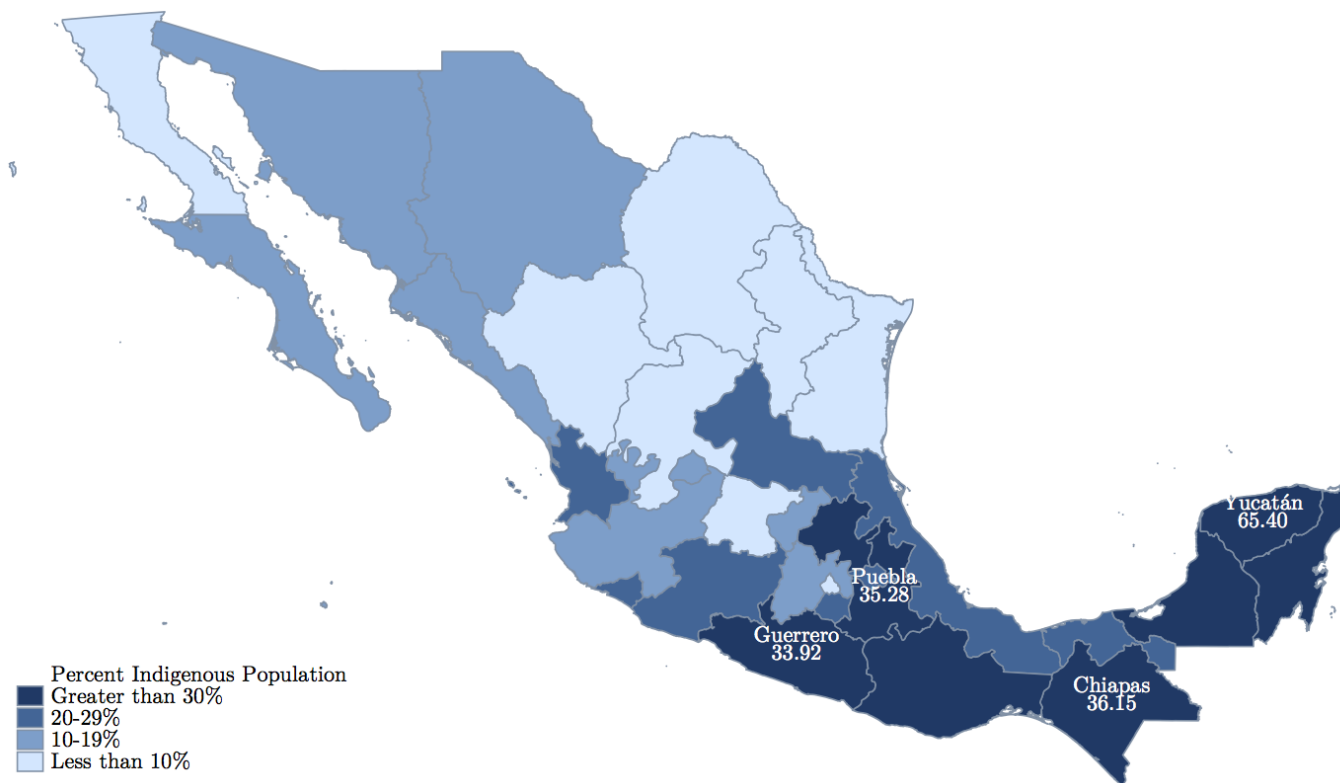 Yucatán
65.40
Puebla
35.28
Guerrero
33.92
Chiapas
36.15
Percent Indigenous Population
Greater than 30%
20-29%
10-19%
Less than 10%